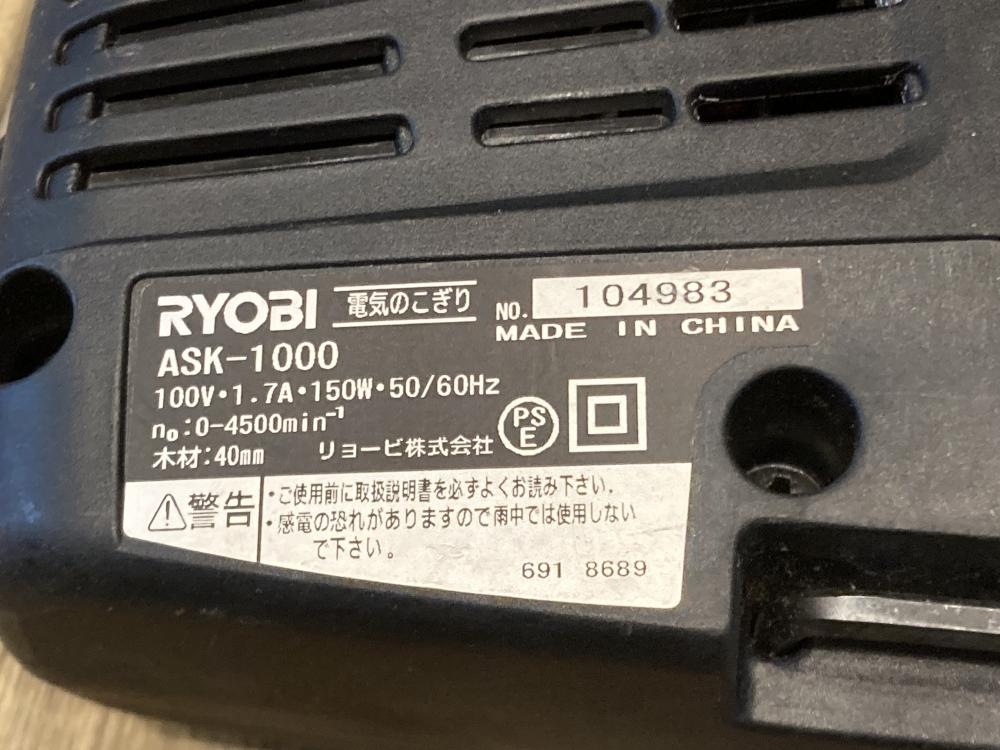 RYOBI 電気のこぎり NO. 104983
MADE IN CHINA
ASK-1000
100V・1.7A・150W・50/60Hz
n₀:0-4500min⁻¹
木材:40mm リョービ株式会社 PSE
警告
・ご使用前に取扱説明書を必ずよくお読み下さい.
・感電の恐れがありますので雨中では使用しない
で下さい。
691 8689